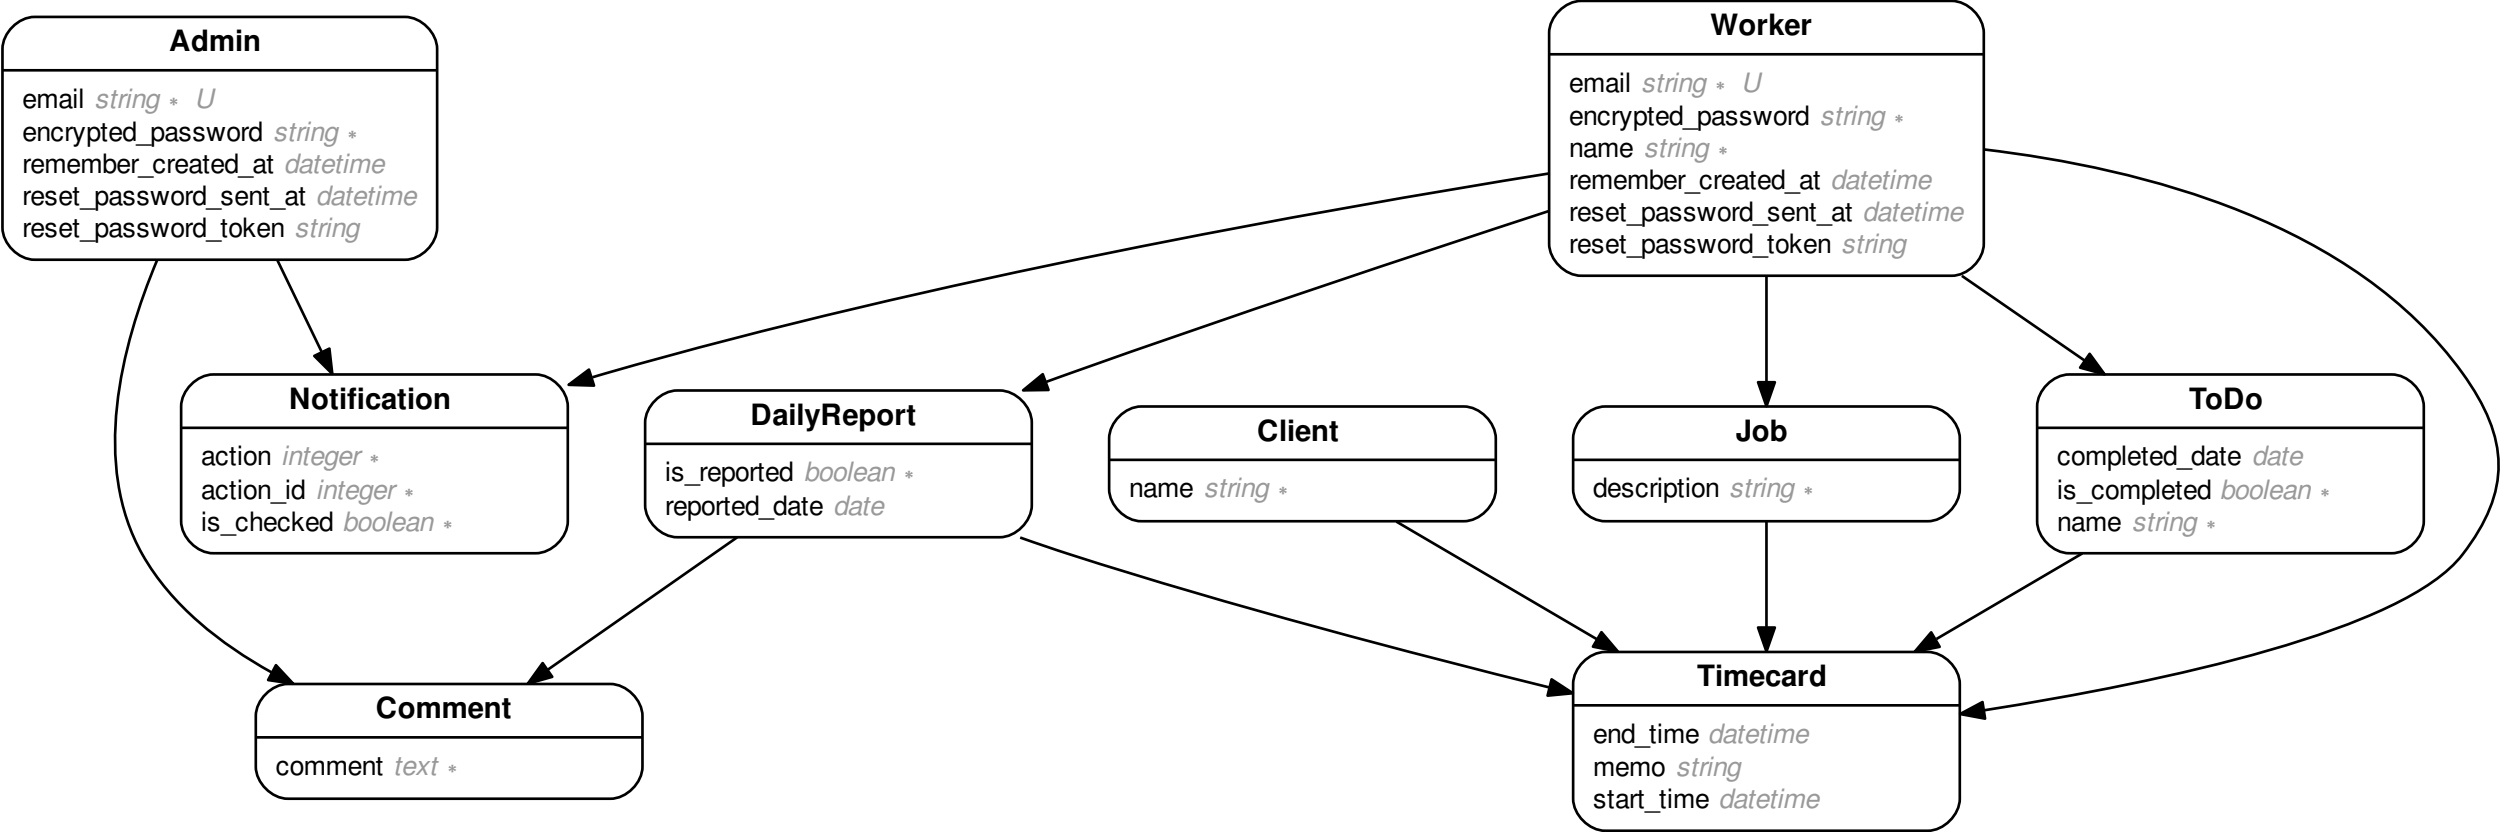 Admin
email string * U
encrypted_password string *
remember_created_at datetime
reset_password_sent_at datetime
reset_password_token string
Worker
email string * U
encrypted_password string *
name string *
remember_created_at datetime
reset_password_sent_at datetime
reset_password_token string
Notification
action integer *
action_id integer *
is_checked boolean *
DailyReport
is_reported boolean *
reported_date date
Client
name string *
Job
description string *
ToDo
completed_date date
is_completed boolean *
name string *
Comment
comment text *
Timecard
end_time datetime
memo string
start_time datetime